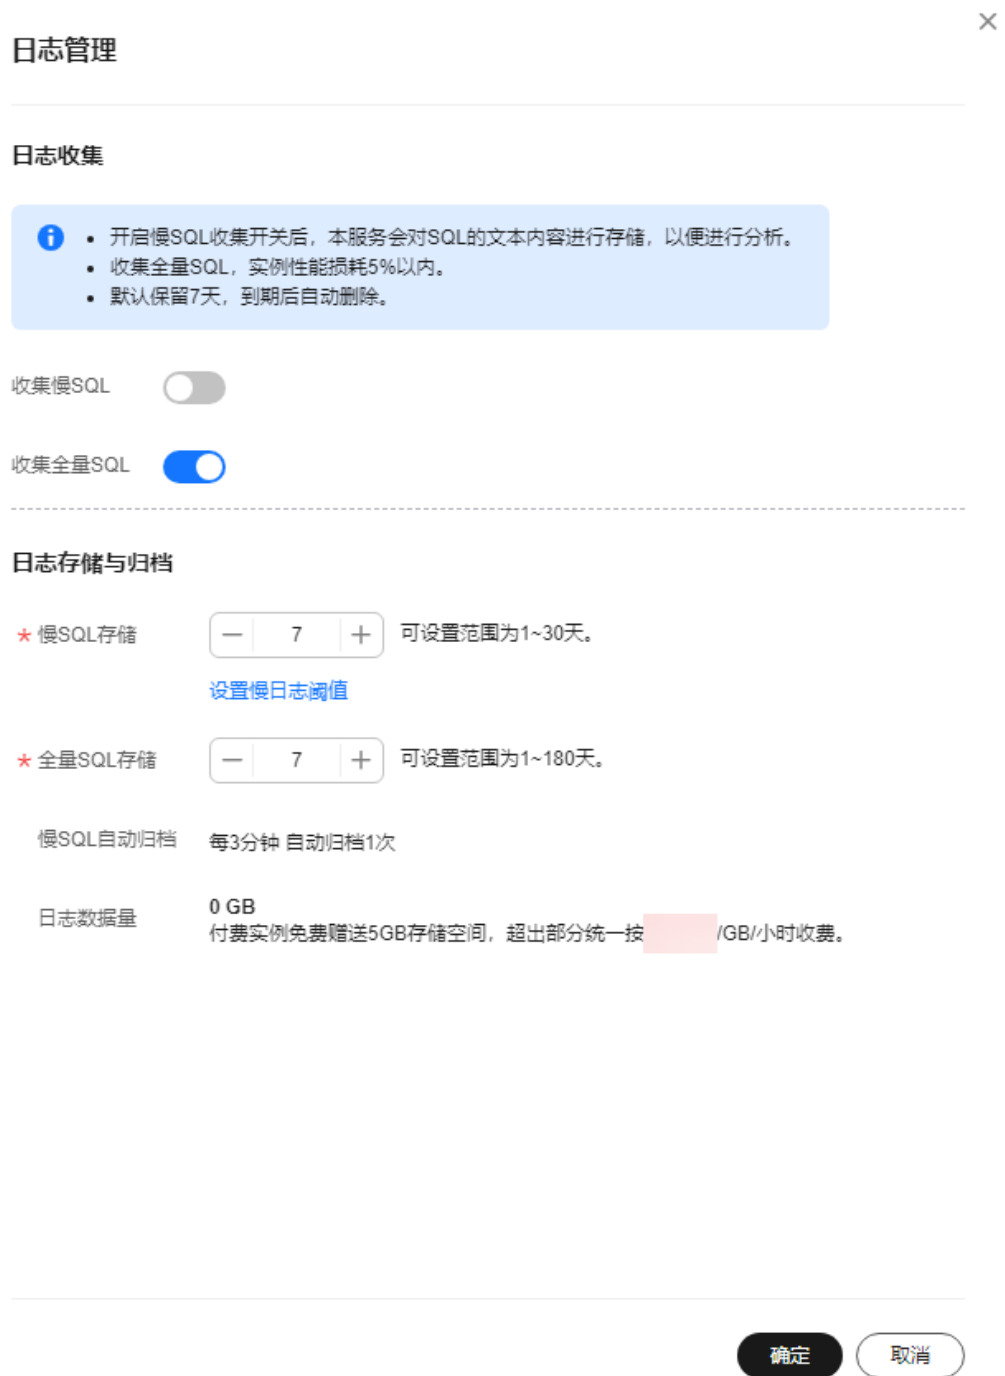 日志管理
日志收集
开启慢SQL收集开关后，本服务会对SQL的文本内容进行存储，以便进行分析。
收集全量SQL，实例性能损耗5%以内。
默认保留7天，到期后自动删除。
收集慢SQL
收集全量SQL
日志存储与归档
* 慢SQL存储 7 可设置范围为1~30天。
设置慢日志阈值
* 全量SQL存储 7 可设置范围为1~180天。
慢SQL自动归档 每3分钟 自动归档1次
日志数据量 0 GB
付费实例免费赠送5GB存储空间，超出部分统一按 /GB/小时收费。
确定 取消